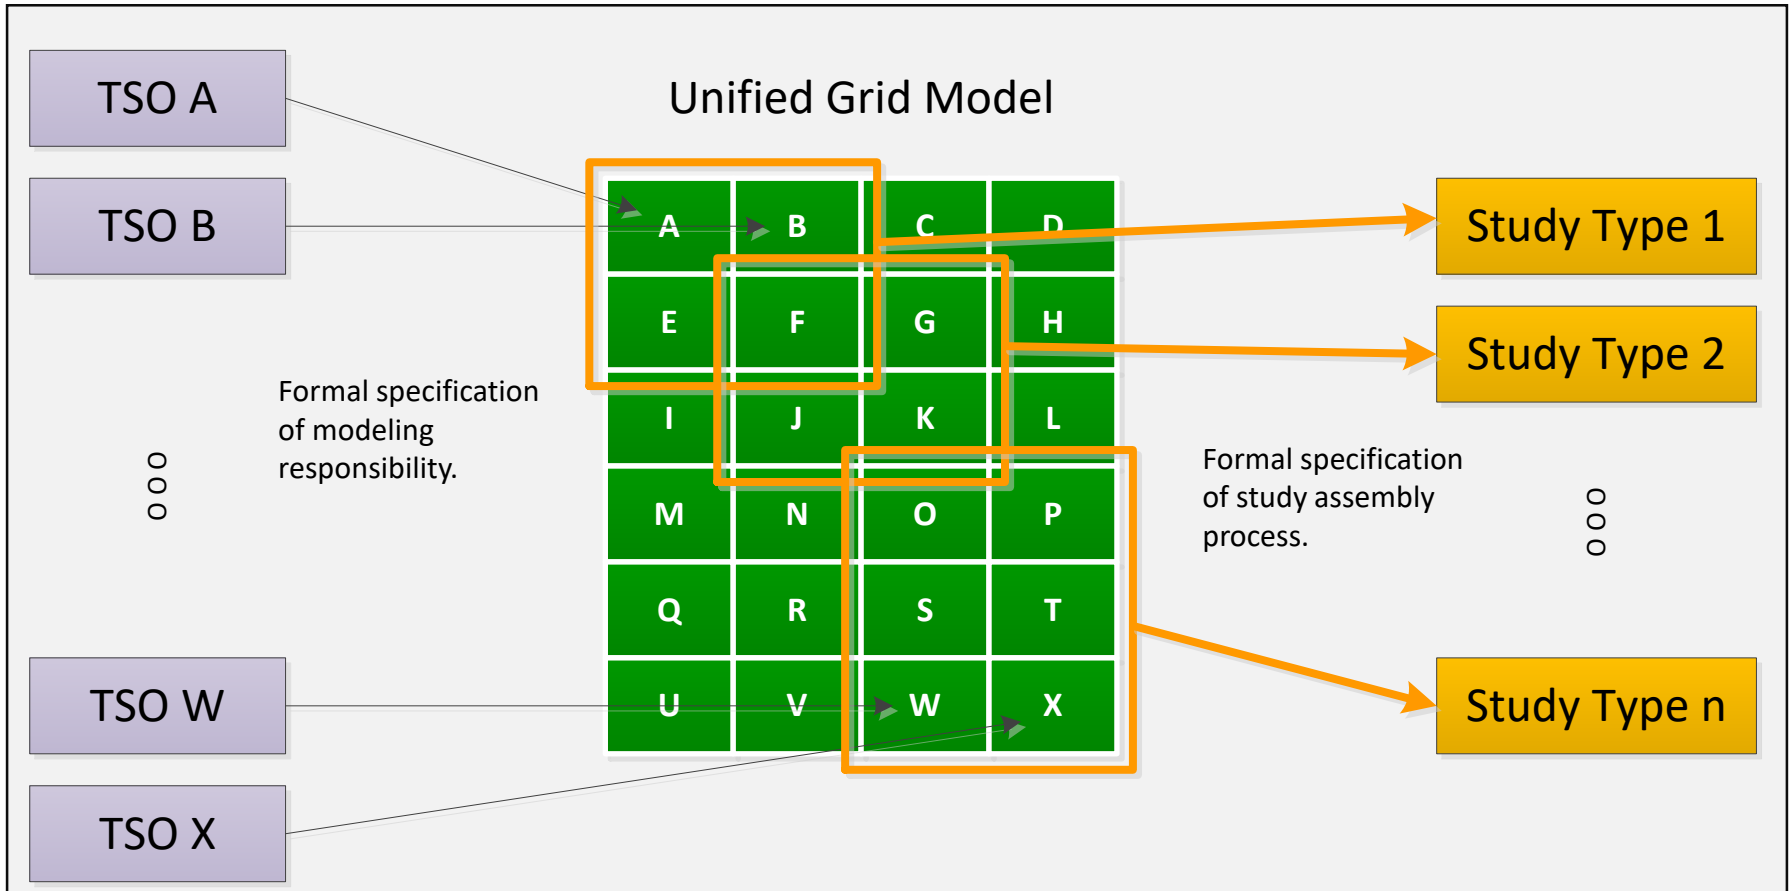 Unified Grid Model
TSO A
TSO B
Formal specification
of modeling
responsibility.
o
o
o
TSO W
TSO X
A B C D
E F G H
I J K L
M N O P
Q R S T
U V W X
Study Type 1
Study Type 2
Formal specification
of study assembly
process.
o
o
o
Study Type n